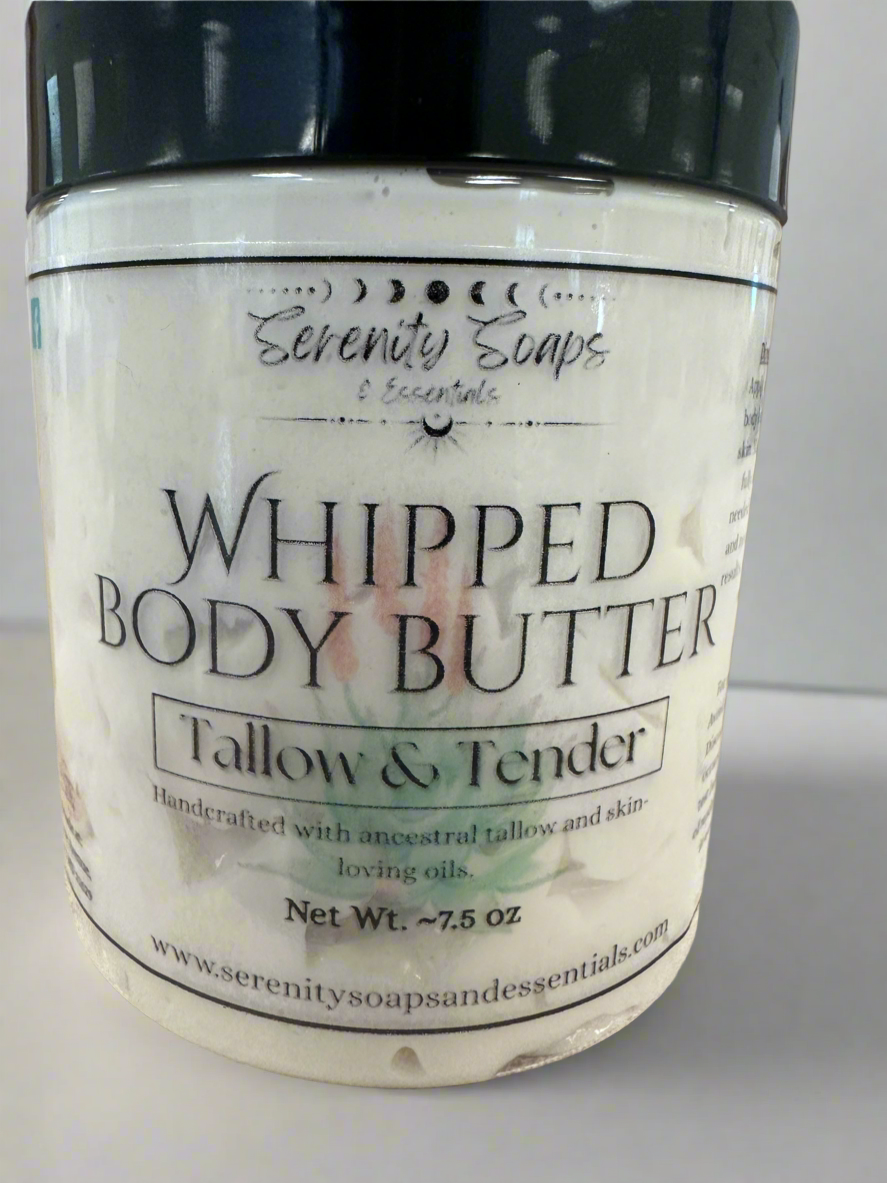 Serenity Soaps
& Essentials
WHIPPED
BODY BUTTER
Tallow & Tender
Handcrafted with ancestral tallow and skin-
loving oils.
Net Wt. ~7.5 oz
www.serenitysoapsandessentials.com